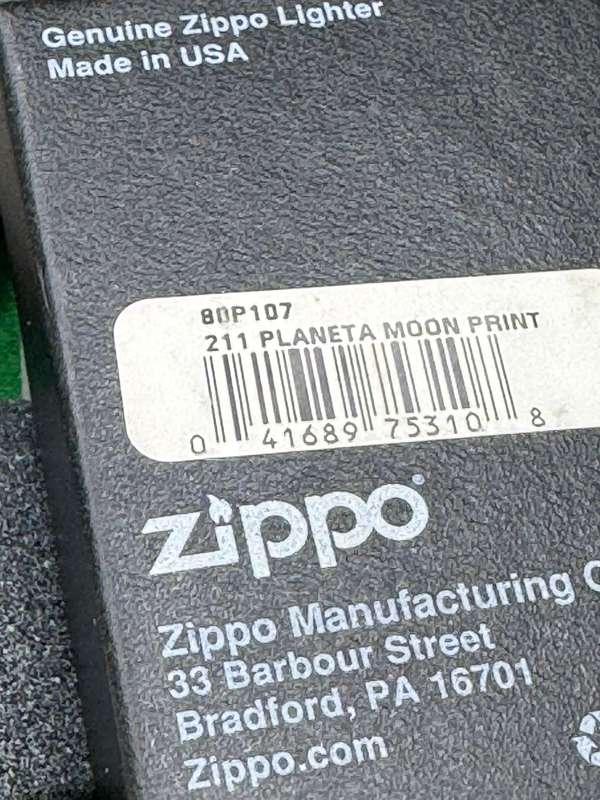 Genuine Zippo Lighter
Made in USA
80P107
211 PLANETA MOON PRINT
0 41689 75310 8
zippo®
Zippo Manufacturing
33 Barbour Street
Bradford, PA 16701
Zippo.com